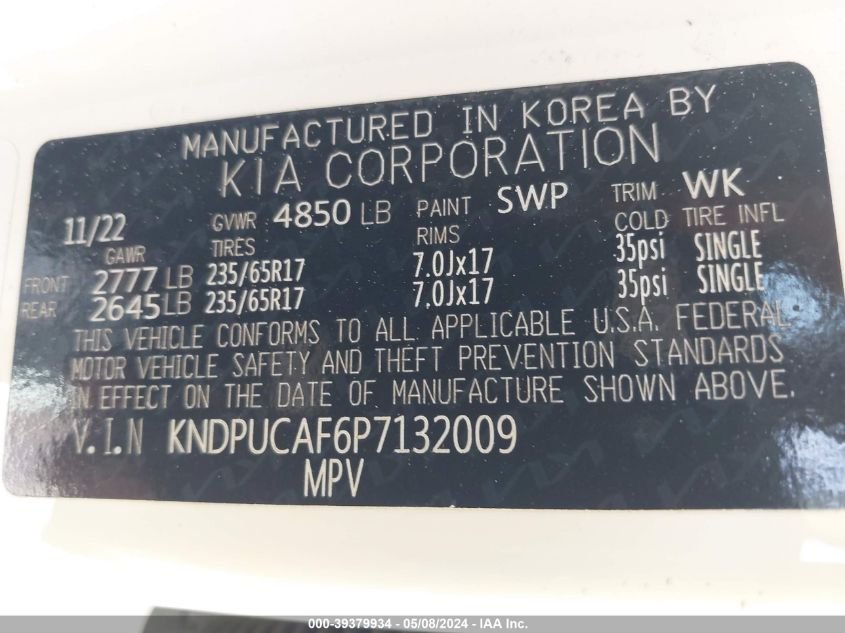 MANUFACTURED IN KOREA BY
KIA CORPORATION
11/22 GVWR 4850 LB PAINT SWP TRIM WK
GAWR TIRES RIMS COLD TIRE INFL
FRONT 2777 LB 235/65R17 7.0Jx17 35psi SINGLE
REAR 2645 LB 235/65R17 7.0Jx17 35psi SINGLE
THIS VEHICLE CONFORMS TO ALL APPLICABLE U.S.A. FEDERAL
MOTOR VEHICLE SAFETY AND THEFT PREVENTION STANDARDS
IN EFFECT ON THE DATE OF MANUFACTURE SHOWN ABOVE.
V.I.N KNDPUCAF6P7132009
MPV
000-39379934 - 05/08/2024 - IAA Inc.